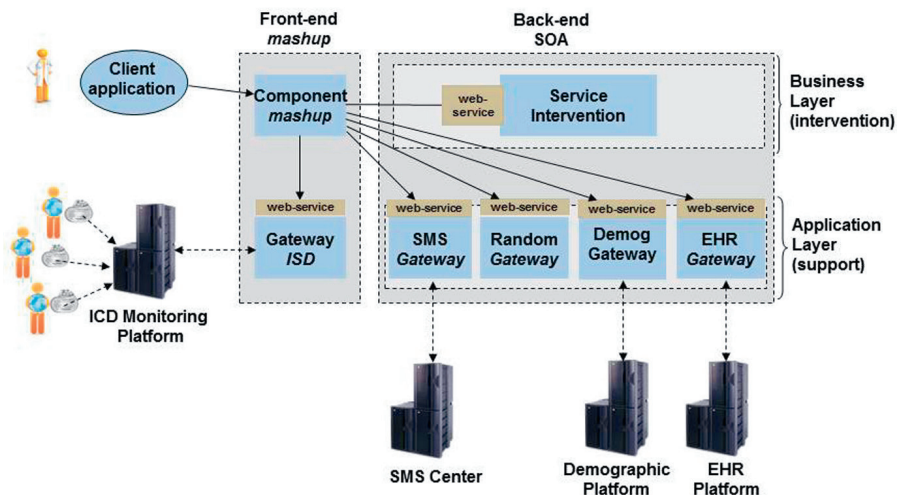 Front-end
mashup
Back-end
SOA
Client
application
Component
mashup
web-
service
Service
Intervention
Business
Layer
(intervention)
web-service
Gateway
ISD
web-service
SMS
Gateway
web-service
Random
Gateway
web-service
Demog
Gateway
web-service
EHR
Gateway
Application
Layer
(support)
ICD Monitoring
Platform
SMS Center
Demographic
Platform
EHR
Platform